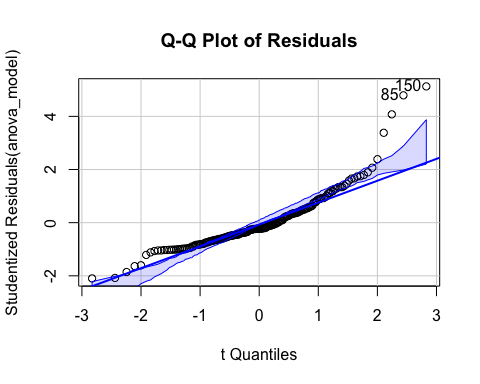 Q-Q Plot of Residuals
Studentized Residuals(anova_model)
150
85
4
2
0
-2
-3 -2 -1 0 1 2 3
t Quantiles